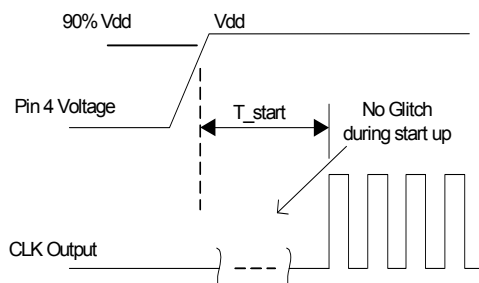 90% Vdd
Vdd
Pin 4 Voltage
T_start
No Glitch
during start up
CLK Output